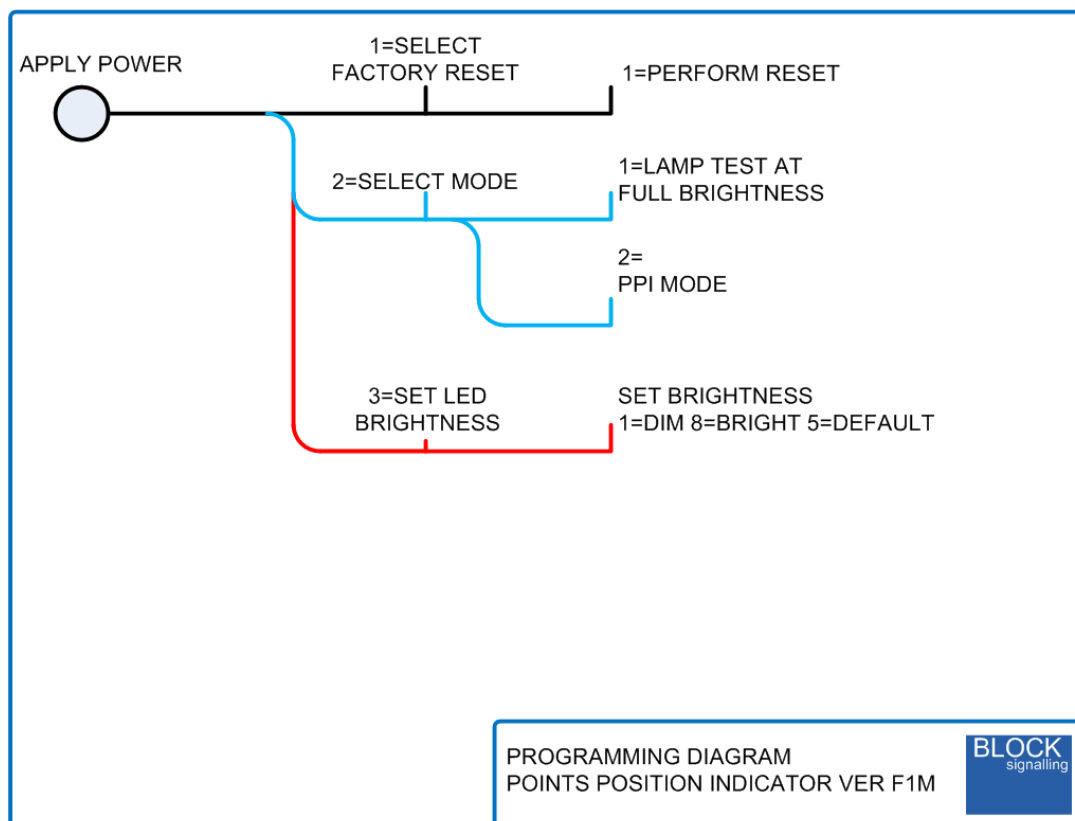 APPLY POWER
1=SELECT
FACTORY RESET
1=PERFORM RESET
2=SELECT MODE
1=LAMP TEST AT
FULL BRIGHTNESS
2=
PPI MODE
3=SET LED
BRIGHTNESS
SET BRIGHTNESS
1=DIM 8=BRIGHT 5=DEFAULT
PROGRAMMING DIAGRAM
POINTS POSITION INDICATOR VER F1M
BLOCK
signalling